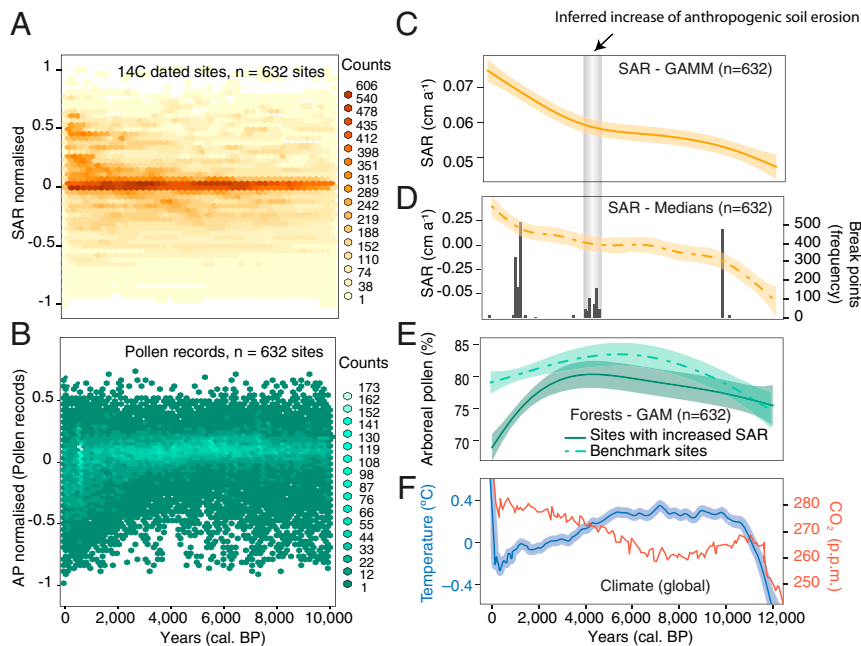 Inferred increase of anthropogenic soil erosion
A
14C dated sites, n = 632 sites
SAR normalised
1
0.5
0
-0.5
-1
Counts
606
540
478
435
412
398
351
315
289
242
219
188
152
110
74
38
1
B
Pollen records, n = 632 sites
AP normalised (Pollen records)
0.5
0
-0.5
-1
Counts
173
162
152
141
130
119
108
98
87
76
66
55
44
33
22
12
1
0
2,000
4,000
6,000
8,000
10,000
Years (cal. BP)
C
SAR - GAMM (n=632)
SAR (cm a⁻¹)
0.07
0.06
0.05
D
SAR - Medians (n=632)
SAR (cm a⁻¹)
0.25
0.00
-0.25
-0.05
500
400
300
200
100
0
Break points
(frequency)
E
Arboreal pollen (%)
85
80
75
70
Forests - GAM (n=632)
Sites with increased SAR
Benchmark sites
F
Temperature (°C)
0.4
0
−0.4
Climate (global)
280
270
260
250
CO₂ (p.p.m.)
0
2,000
4,000
6,000
8,000
10,000
12,000
Years (cal. BP)